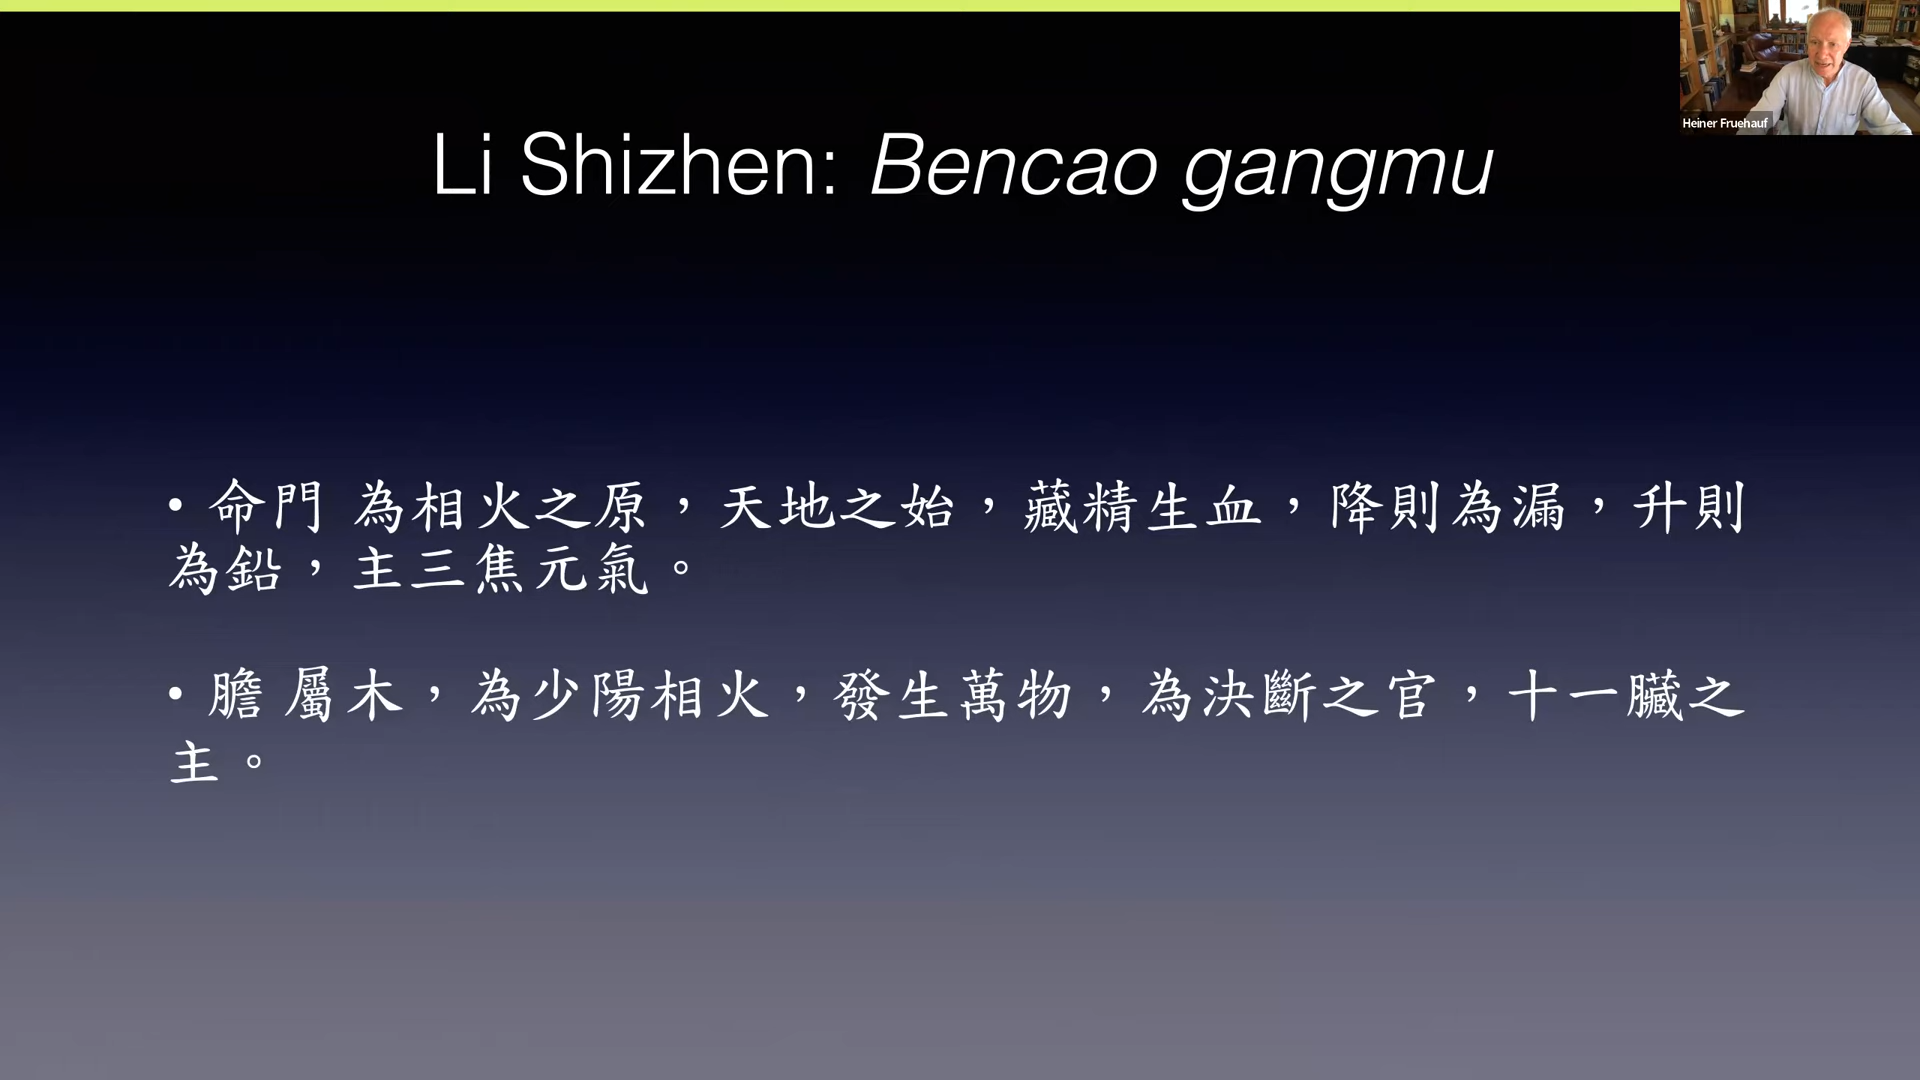 Li Shizhen: Bencao gangmu
Heiner Fruehauf
• 命門 為相火之原，天地之始，藏精生血，降則為漏，升則
為鉛，主三焦元氣。
• 膽 屬木，為少陽相火，發生萬物，為決斷之官，十一臟之
主。